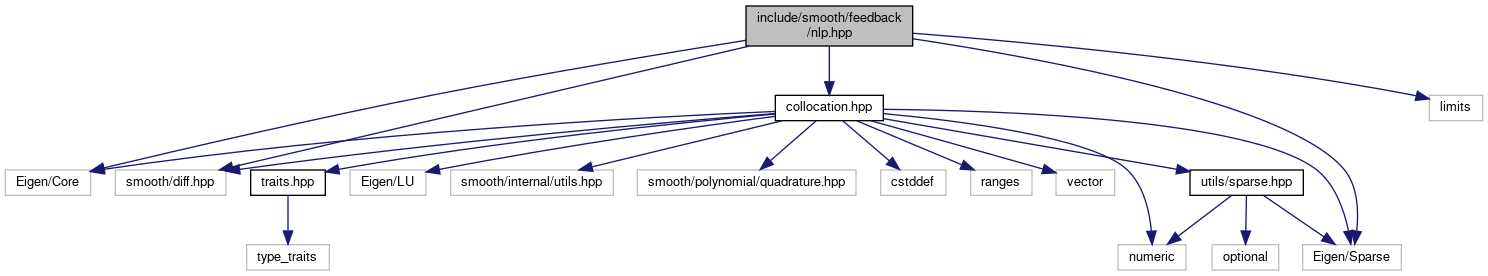 include/smooth/feedback
/nlp.hpp
collocation.hpp
limits
Eigen/Core
smooth/diff.hpp
traits.hpp
Eigen/LU
smooth/internal/utils.hpp
smooth/polynomial/quadrature.hpp
cstddef
ranges
vector
utils/sparse.hpp
type_traits
numeric
optional
Eigen/Sparse